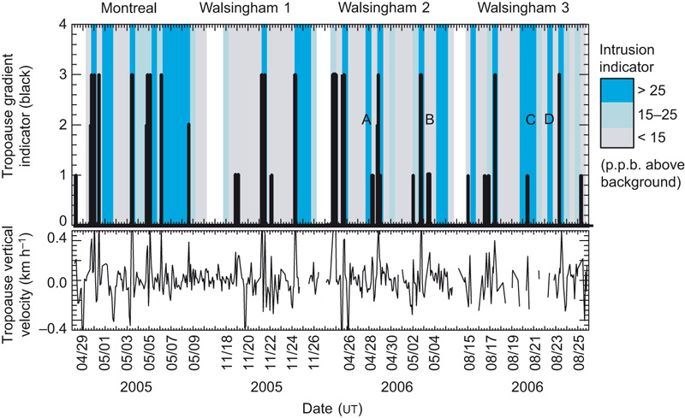 Montreal Walsingham 1 Walsingham 2 Walsingham 3
4
3
2
1
0
Tropoause gradient
indicator (black)
A B C D
Intrusion
indicator
> 25
15–25
< 15
(p.p.b. above
background)
0.4
0.0
–0.4
Tropoause vertical
velocity (km h–1)
04/29 05/01 05/03 05/05 05/07 05/09 11/18 11/20 11/22 11/24 11/26 04/26 04/28 04/30 05/02 05/04 08/15 08/17 08/19 08/21 08/23 08/25
2005 2005 2006 2006
Date (UT)